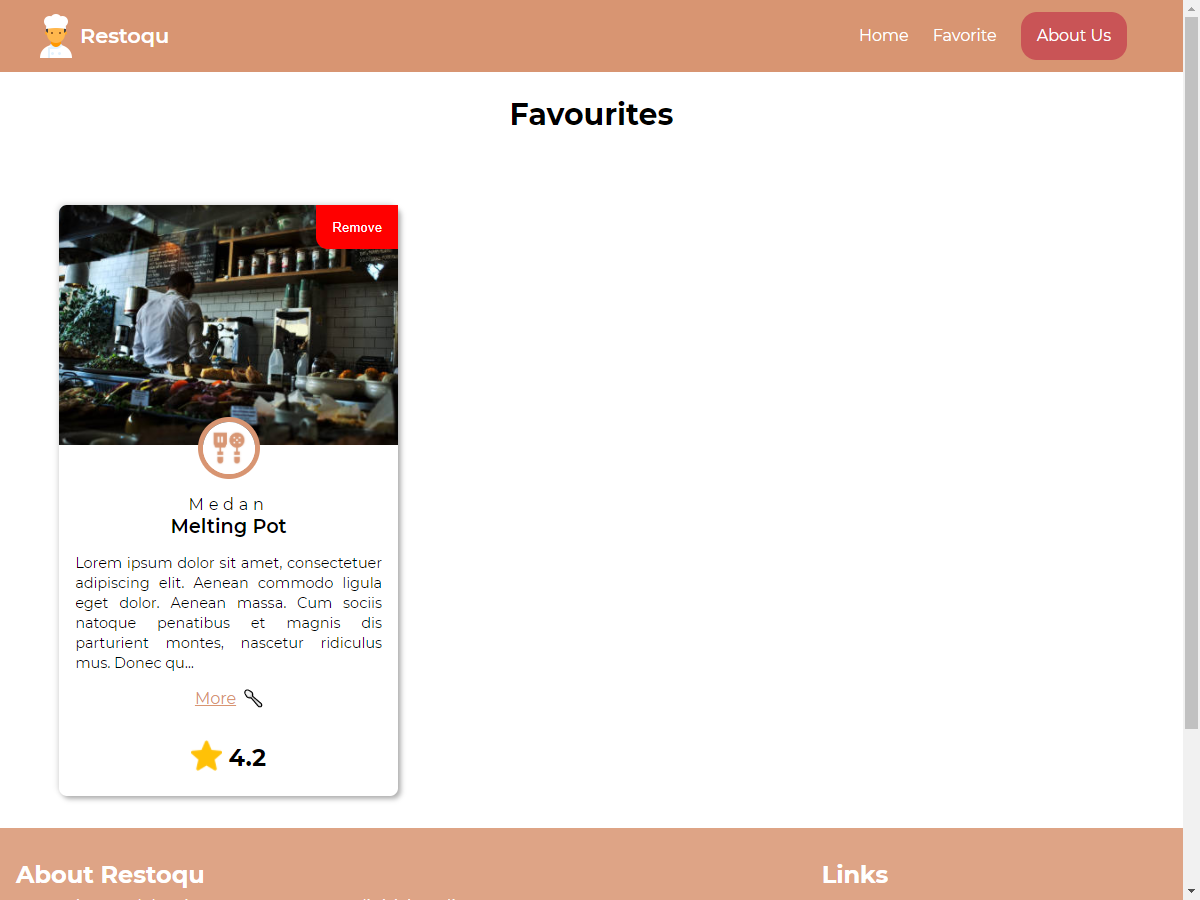 Restoqu
Home
Favorite
About Us
Favourites
Remove
Medan
Melting Pot
Lorem ipsum dolor sit amet, consectetuer
adipiscing elit. Aenean commodo ligula
eget dolor. Aenean massa. Cum sociis
natoque penatibus et magnis dis
parturient montes, nascetur ridiculus
mus. Donec qu...
More
4.2
About Restoqu
Links